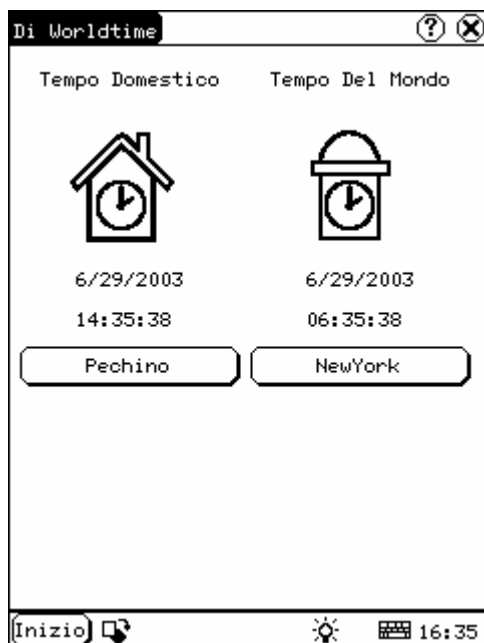 Di Worldtime ?
Tempo Domestico Tempo Del Mondo
6/29/2003 6/29/2003
14:35:38 06:35:38
Pechino NewYork
Inizio 16:35